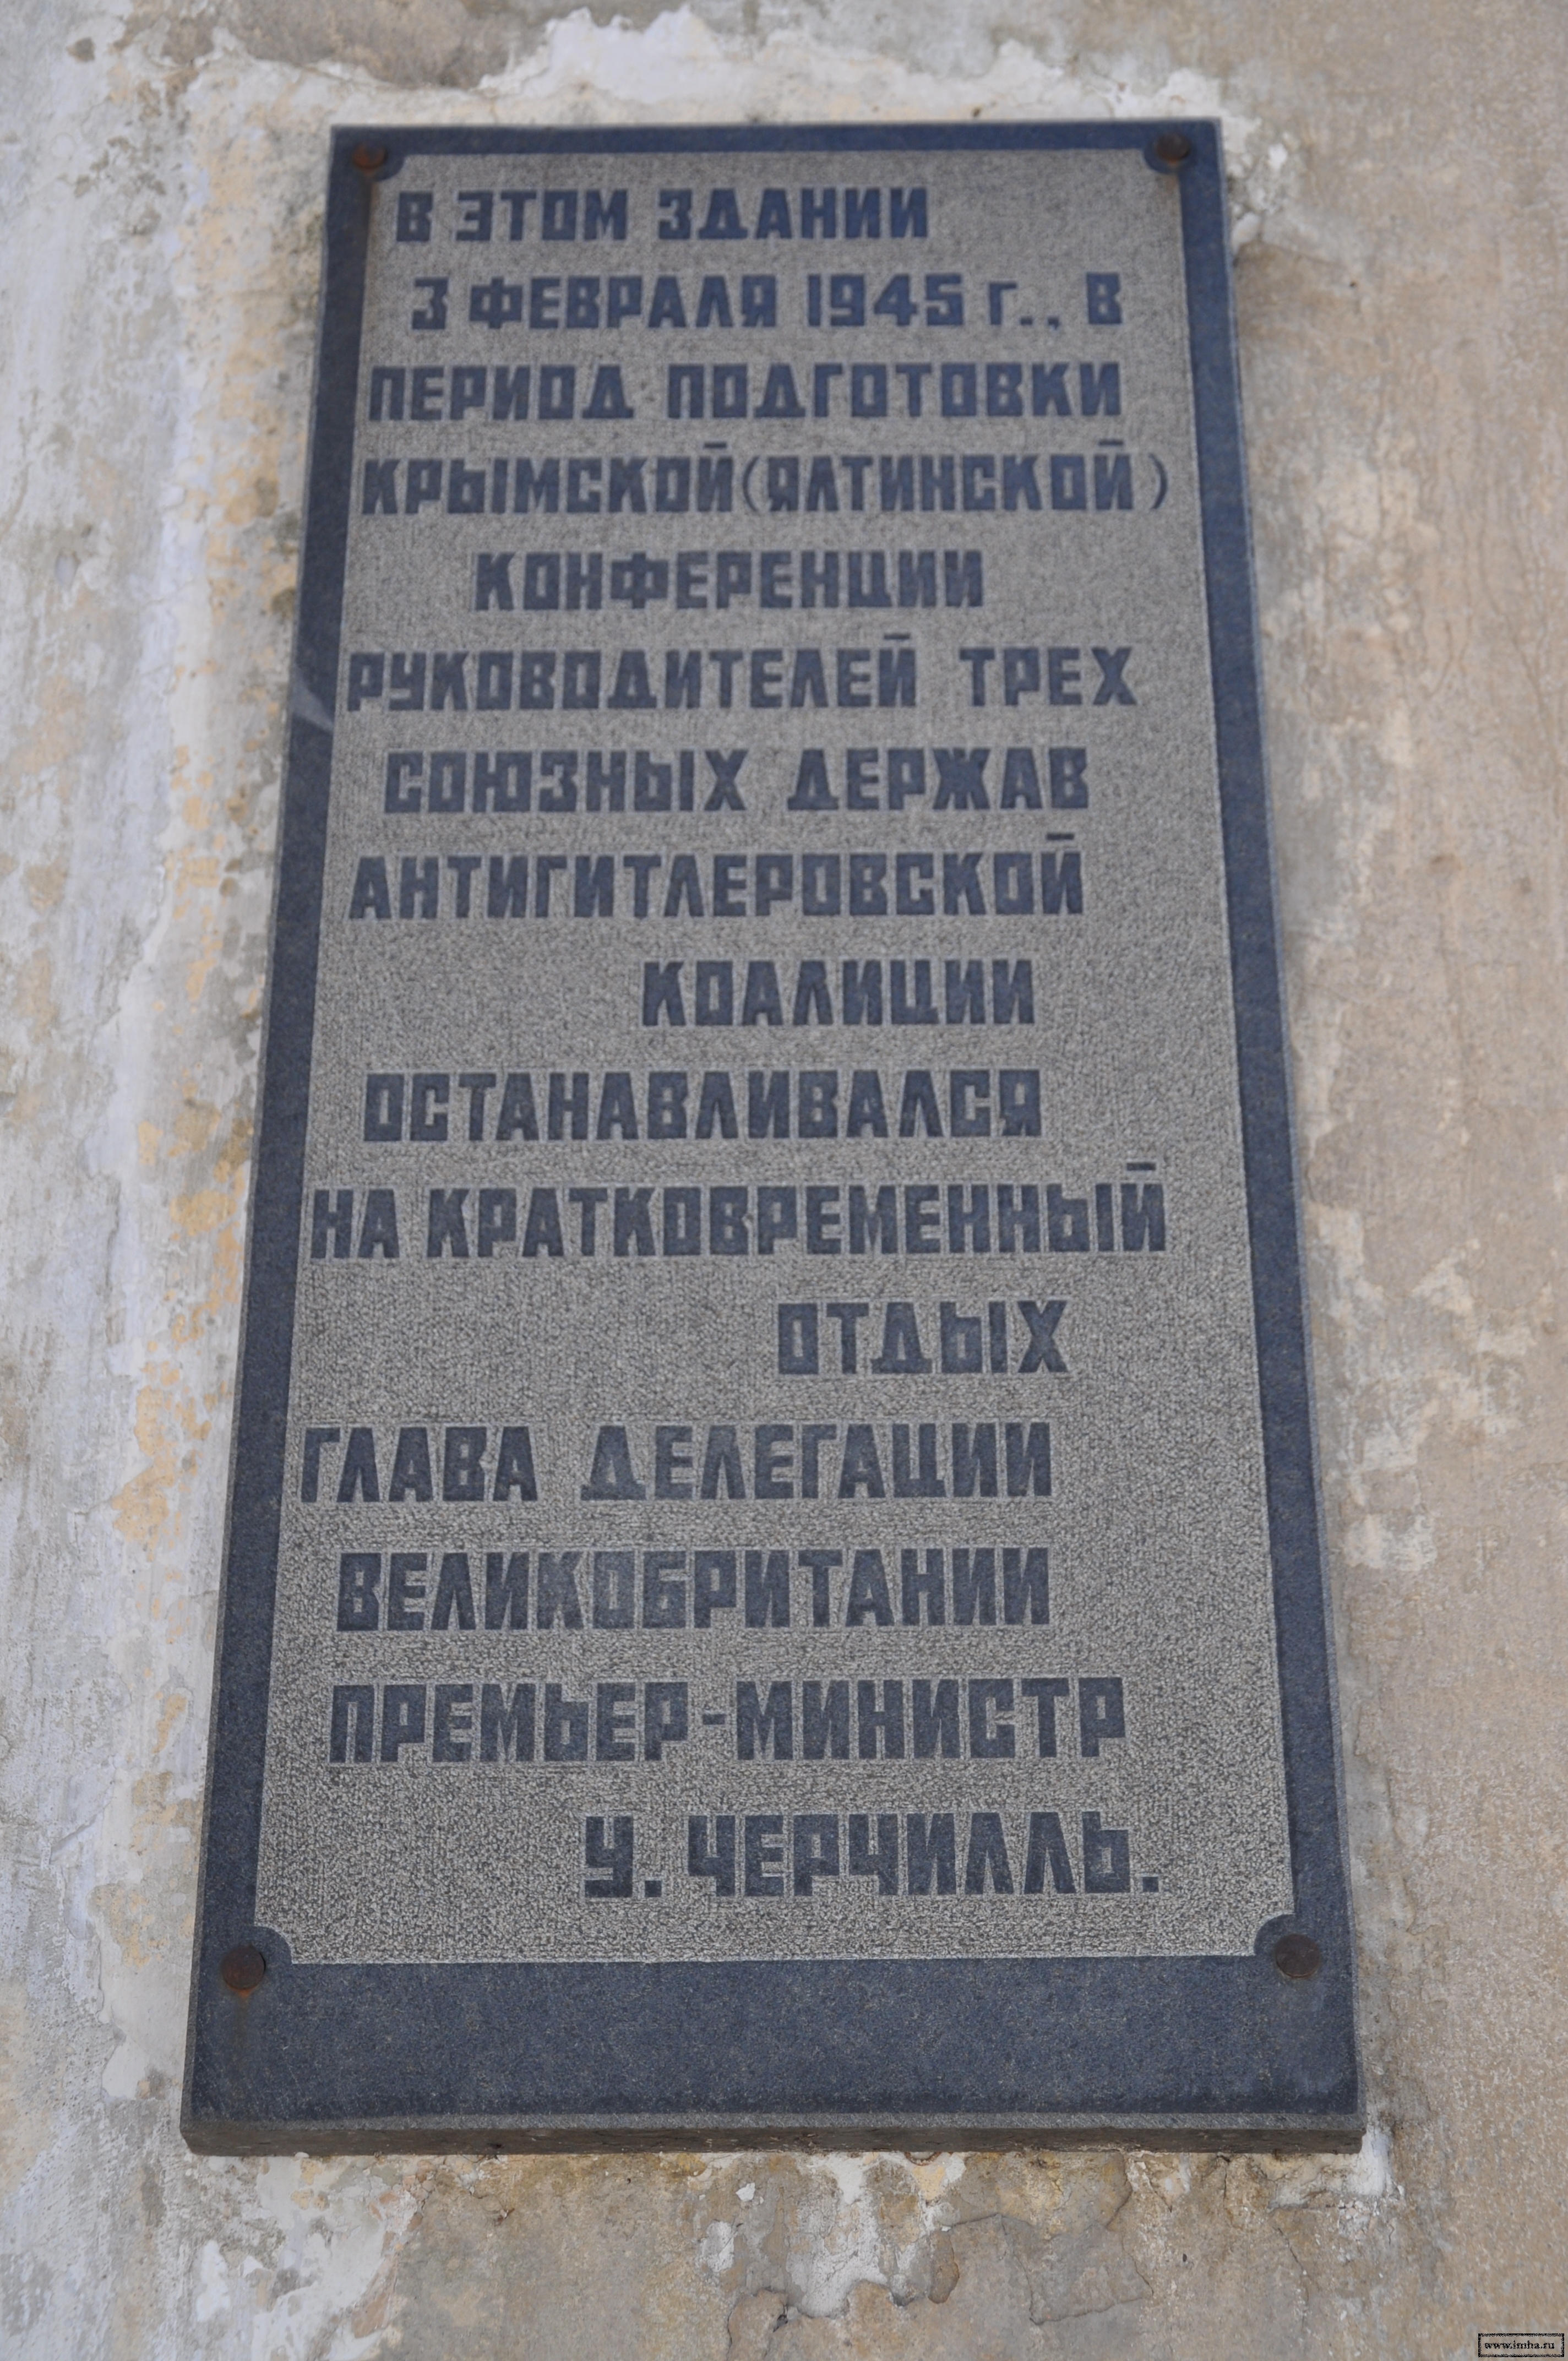 В ЭТОМ ЗДАНИИ
3 ФЕВРАЛЯ 1945 г., В
ПЕРИОД ПОДГОТОВКИ
КРЫМСКОЙ (ЯЛТИНСКОЙ)
КОНФЕРЕНЦИИ
РУКОВОДИТЕЛЕЙ ТРЕХ
СОЮЗНЫХ ДЕРЖАВ
АНТИГИТЛЕРОВСКОЙ
КОАЛИЦИИ
ОСТАНАВЛИВАЛСЯ
НА КРАТКОВРЕМЕННЫЙ
ОТДЫХ
ГЛАВА ДЕЛЕГАЦИИ
ВЕЛИКОБРИТАНИИ
ПРЕМЬЕР-МИНИСТР
У. ЧЕРЧИЛЛЬ.
www.imha.ru